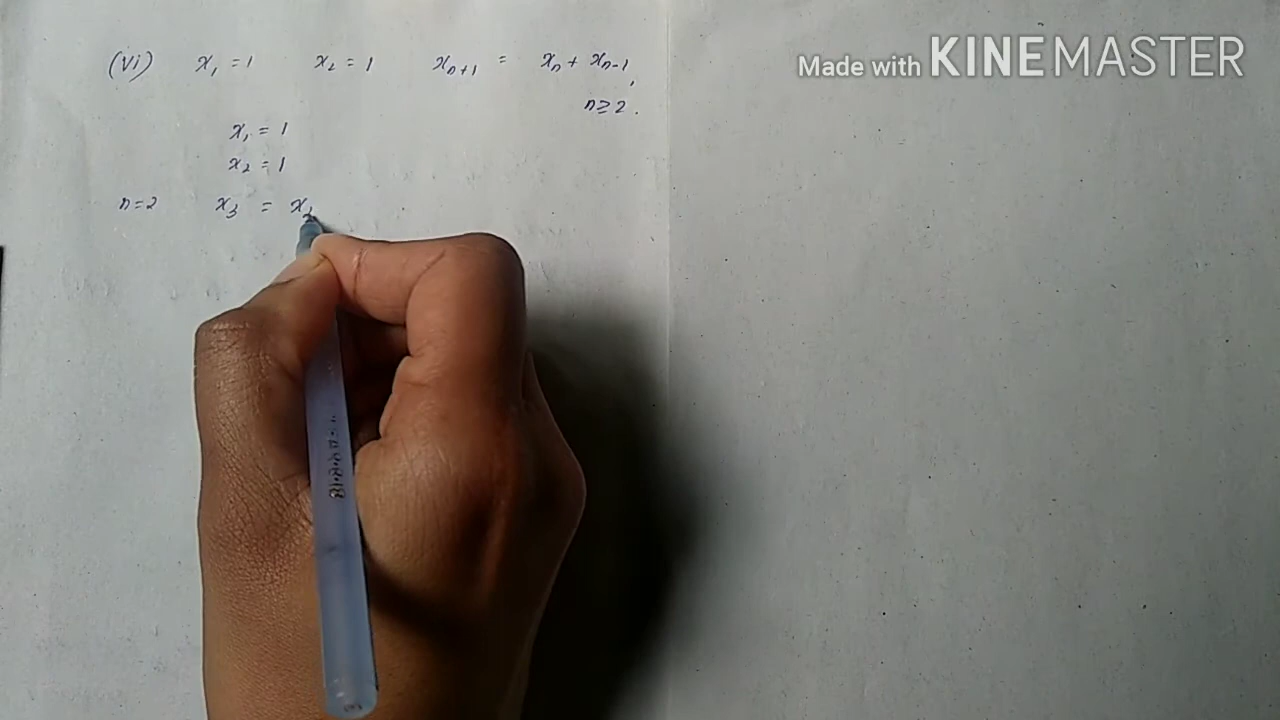 (vi) x₁ = 1 x₂ = 1 xₙ₊₁ = xₙ + xₙ₋₁,
n ≥ 2.
x₁ = 1
x₂ = 1
n = 2 x₃ = x₂
Made with KINEMASTER